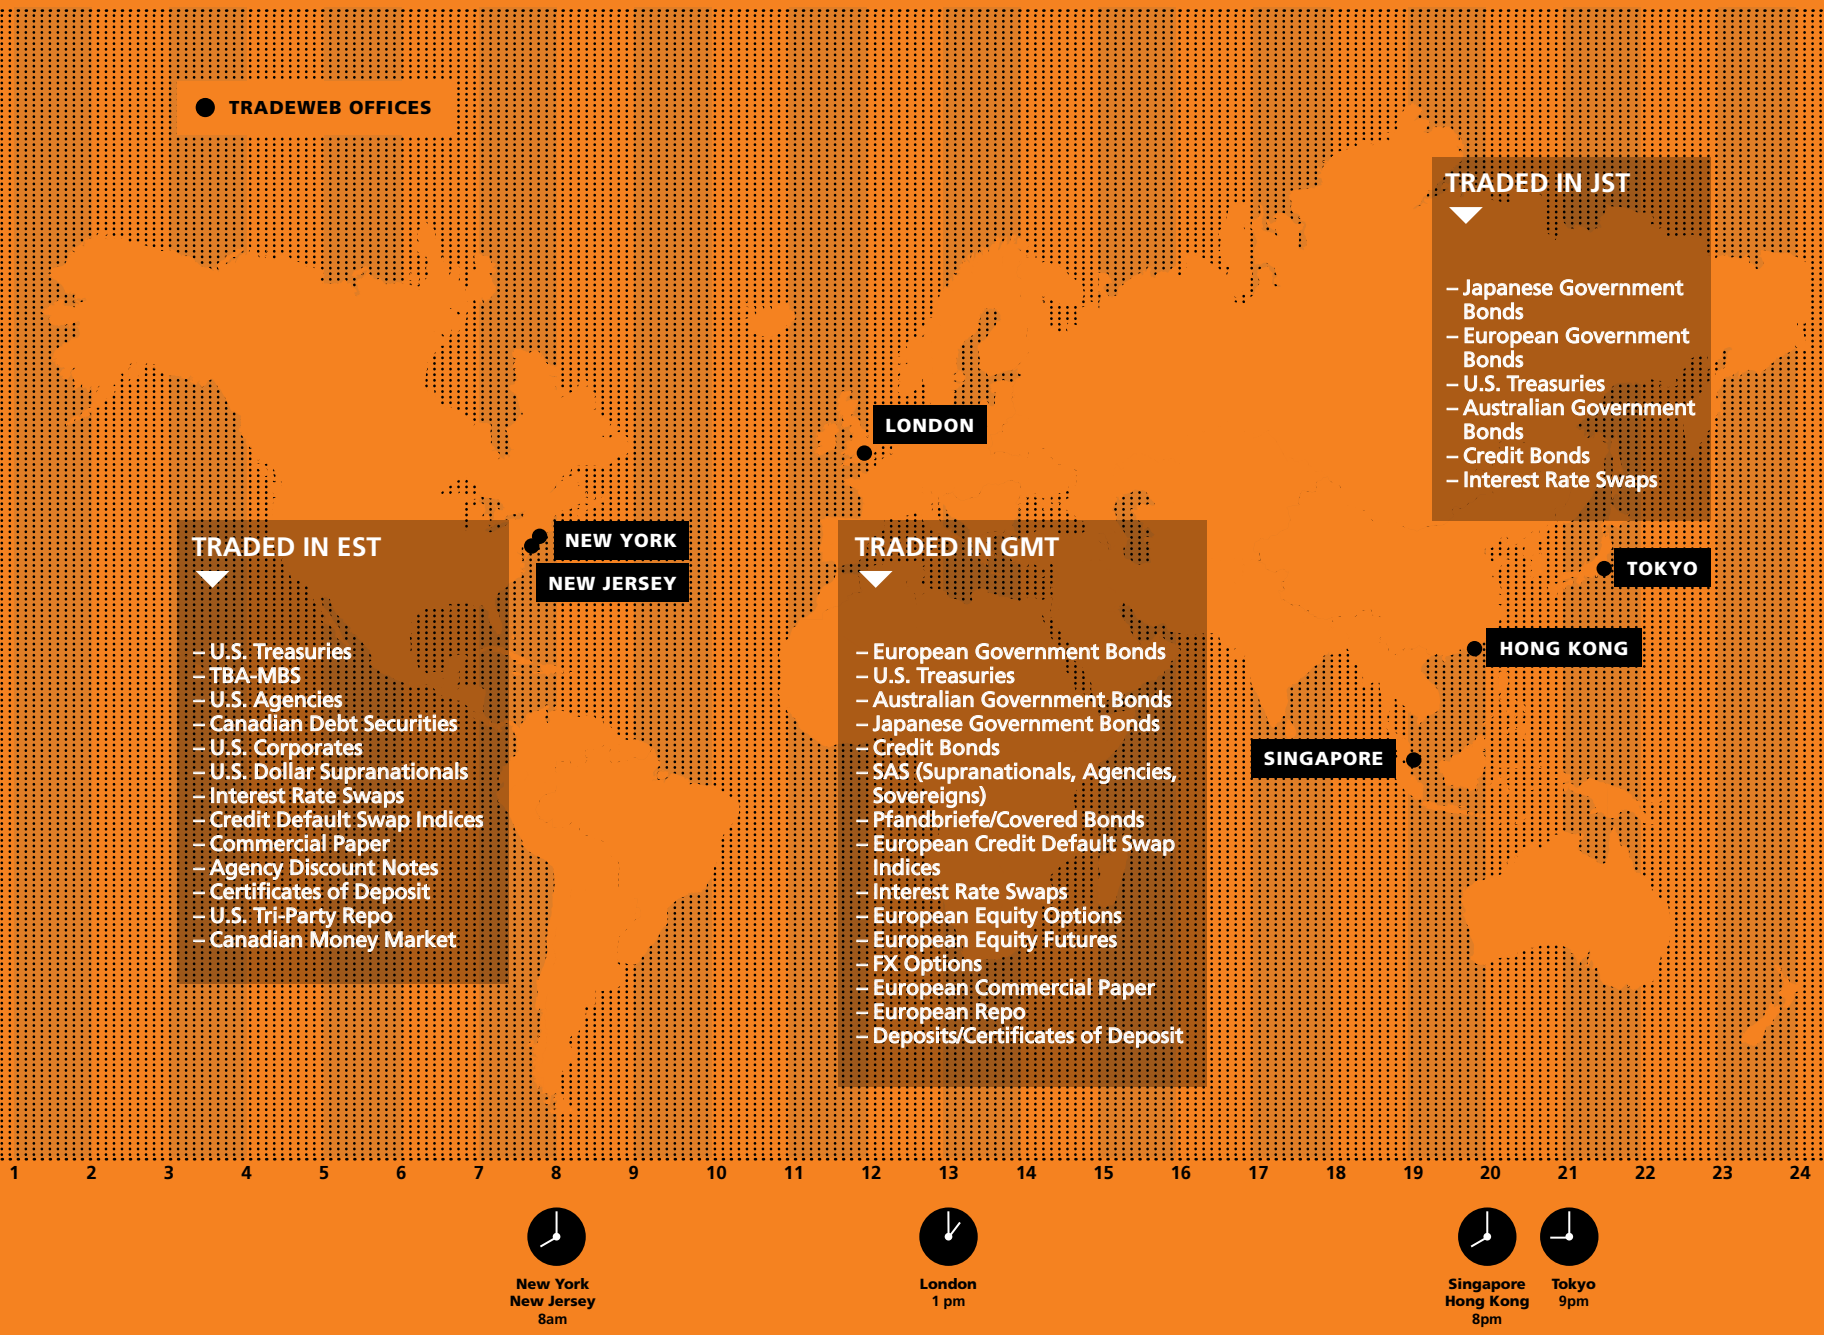 TRADEWEB OFFICES
TRADED IN JST
– Japanese Government
Bonds
– European Government
Bonds
– U.S. Treasuries
– Australian Government
Bonds
– Credit Bonds
– Interest Rate Swaps
LONDON
NEW YORK
NEW JERSEY
TOKYO
HONG KONG
SINGAPORE
TRADED IN EST
– U.S. Treasuries
– TBA-MBS
– U.S. Agencies
– Canadian Debt Securities
– U.S. Corporates
– U.S. Dollar Supranationals
– Interest Rate Swaps
– Credit Default Swap Indices
– Commercial Paper
– Agency Discount Notes
– Certificates of Deposit
– U.S. Tri-Party Repo
– Canadian Money Market
TRADED IN GMT
– European Government Bonds
– U.S. Treasuries
– Australian Government Bonds
– Japanese Government Bonds
– Credit Bonds
– SAS (Supranationals, Agencies,
Sovereigns)
– Pfandbriefe/Covered Bonds
– European Credit Default Swap
Indices
– Interest Rate Swaps
– European Equity Options
– European Equity Futures
– FX Options
– European Commercial Paper
– European Repo
– Deposits/Certificates of Deposit
1 2 3 4 5 6 7 8 9 10 11 12 13 14 15 16 17 18 19 20 21 22 23 24
New York
New Jersey
8am
London
1 pm
Singapore
Hong Kong
8pm
Tokyo
9pm